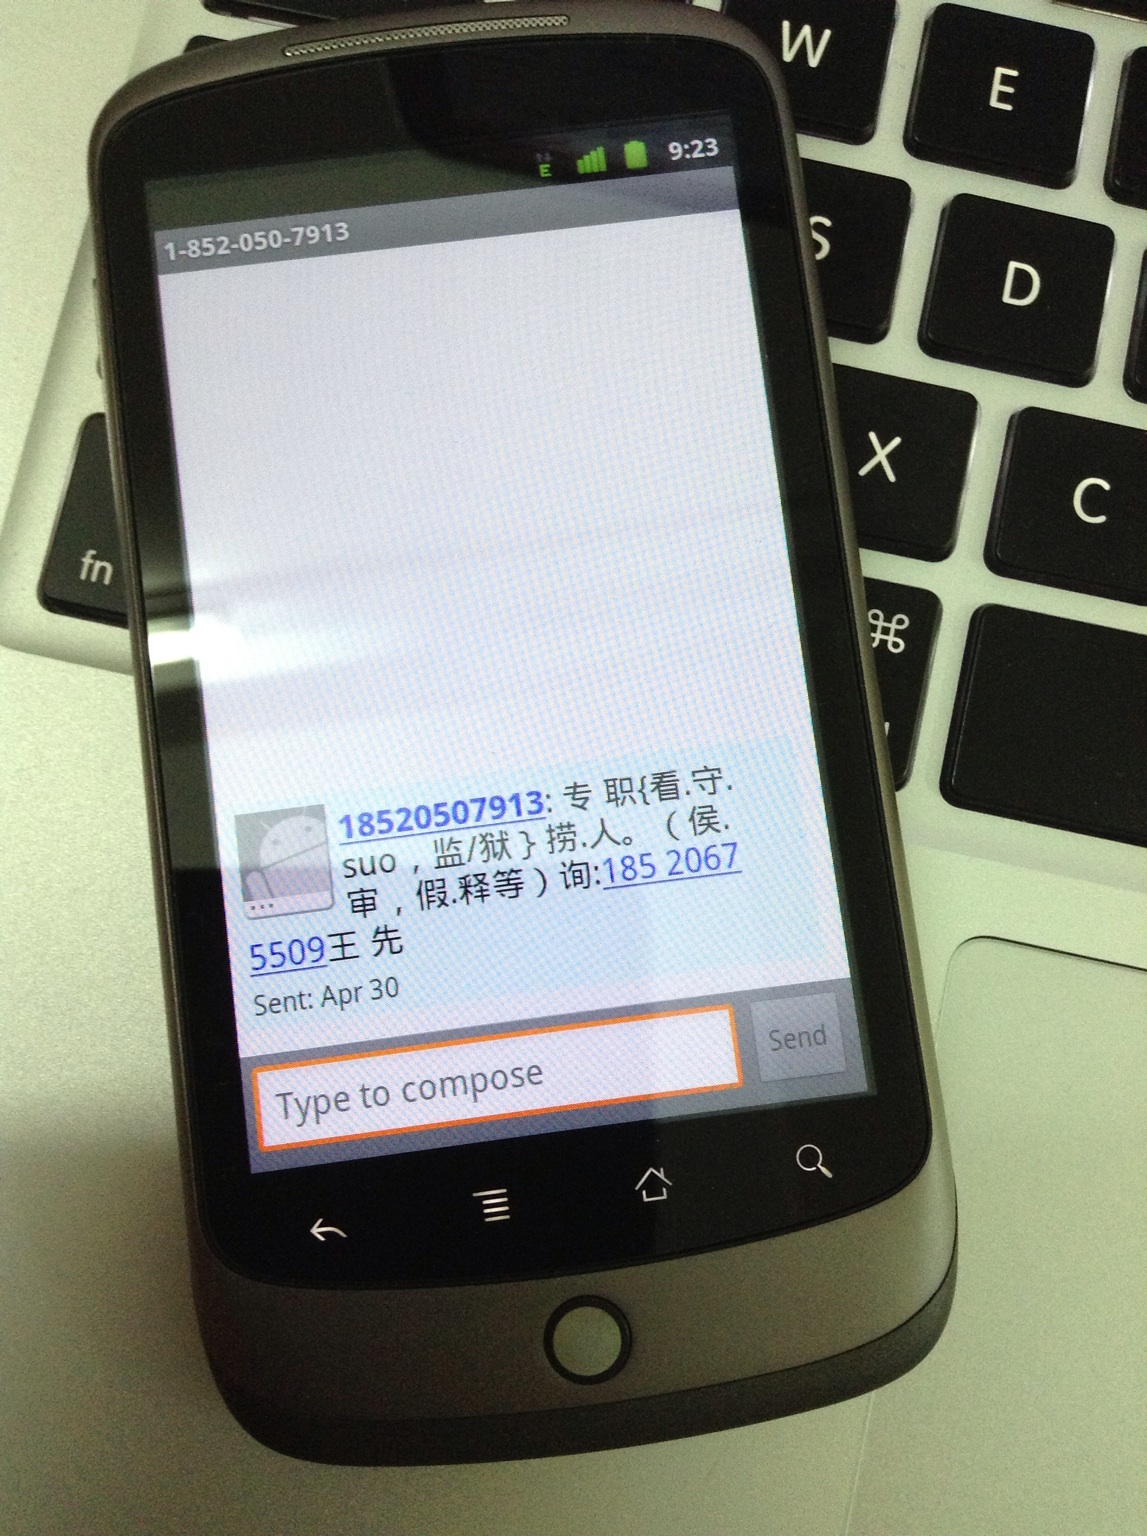 W
E
9:23
1-852-050-7913
S
D
X
C
fn
⌘
18520507913: 专 职{看.守.
suo，监/狱}捞.人。（侯.
审，假.释等）询:185 2067
5509王 先
Sent: Apr 30
Type to compose
Send